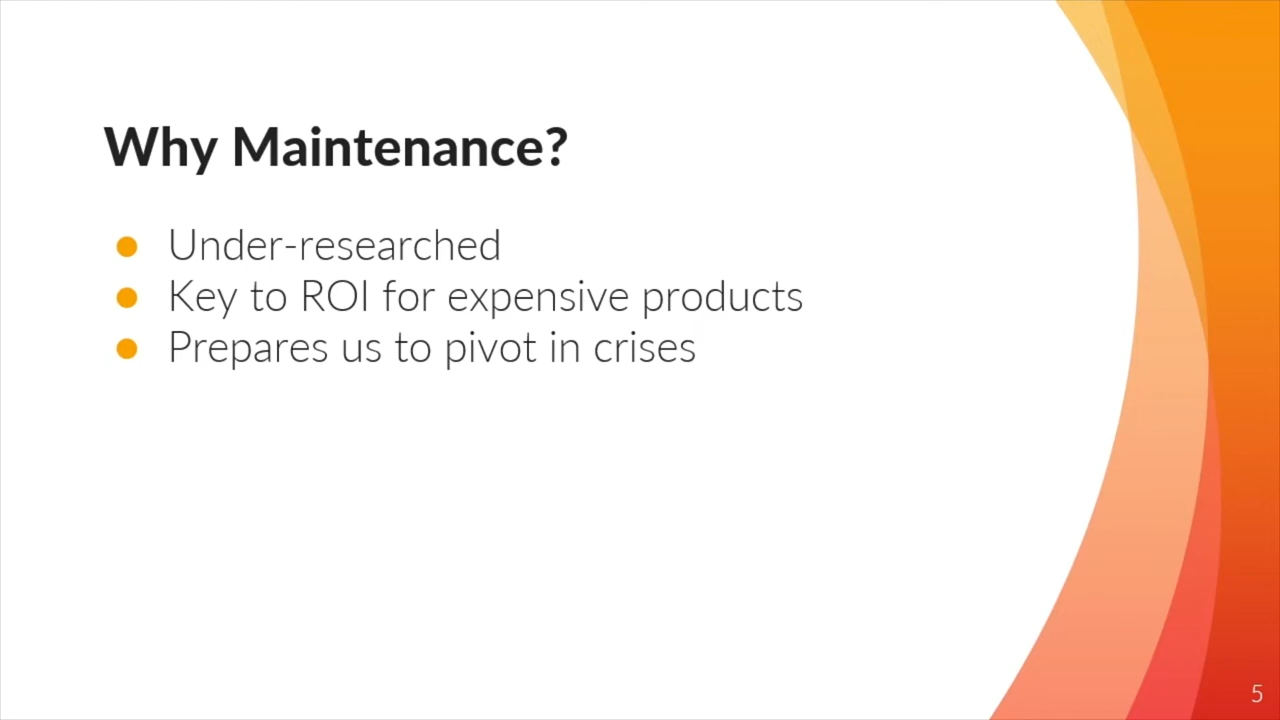 Why Maintenance?
● Under-researched
● Key to ROI for expensive products
● Prepares us to pivot in crises
5